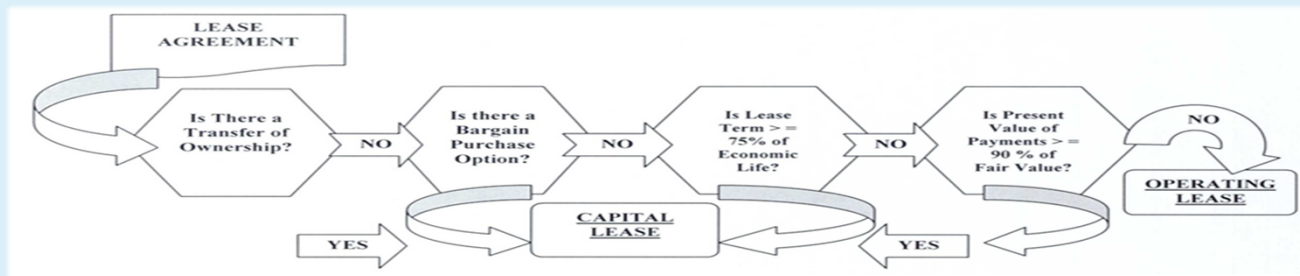 LEASE
AGREEMENT
Is There a
Transfer of
Ownership?
NO
Is there a
Bargain
Purchase
Option?
NO
Is Lease
Term > =
75% of
Economic
Life?
NO
Is Present
Value of
Payments > =
90 % of
Fair Value?
NO
OPERATING
LEASE
CAPITAL
LEASE
YES
YES